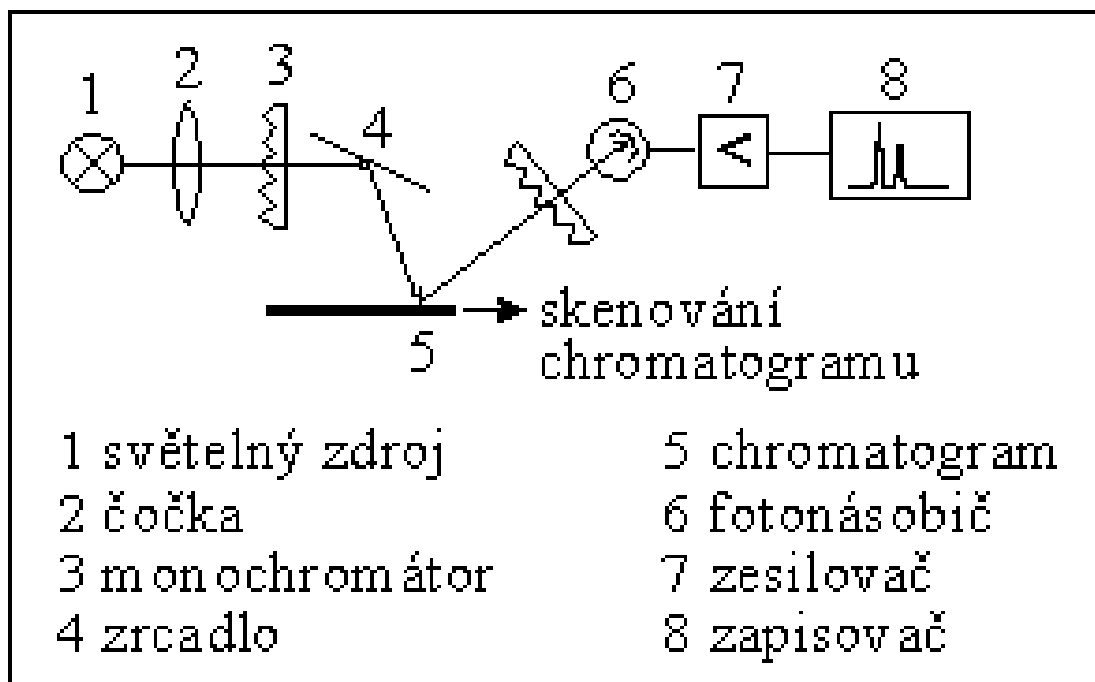 1
2
3
4
6
7
8
5
skenování
chromatogramu
1 světelný zdroj
2 čočka
3 monochromátor
4 zrcadlo
5 chromatogram
6 fotonásobič
7 zesilovač
8 zapisovač